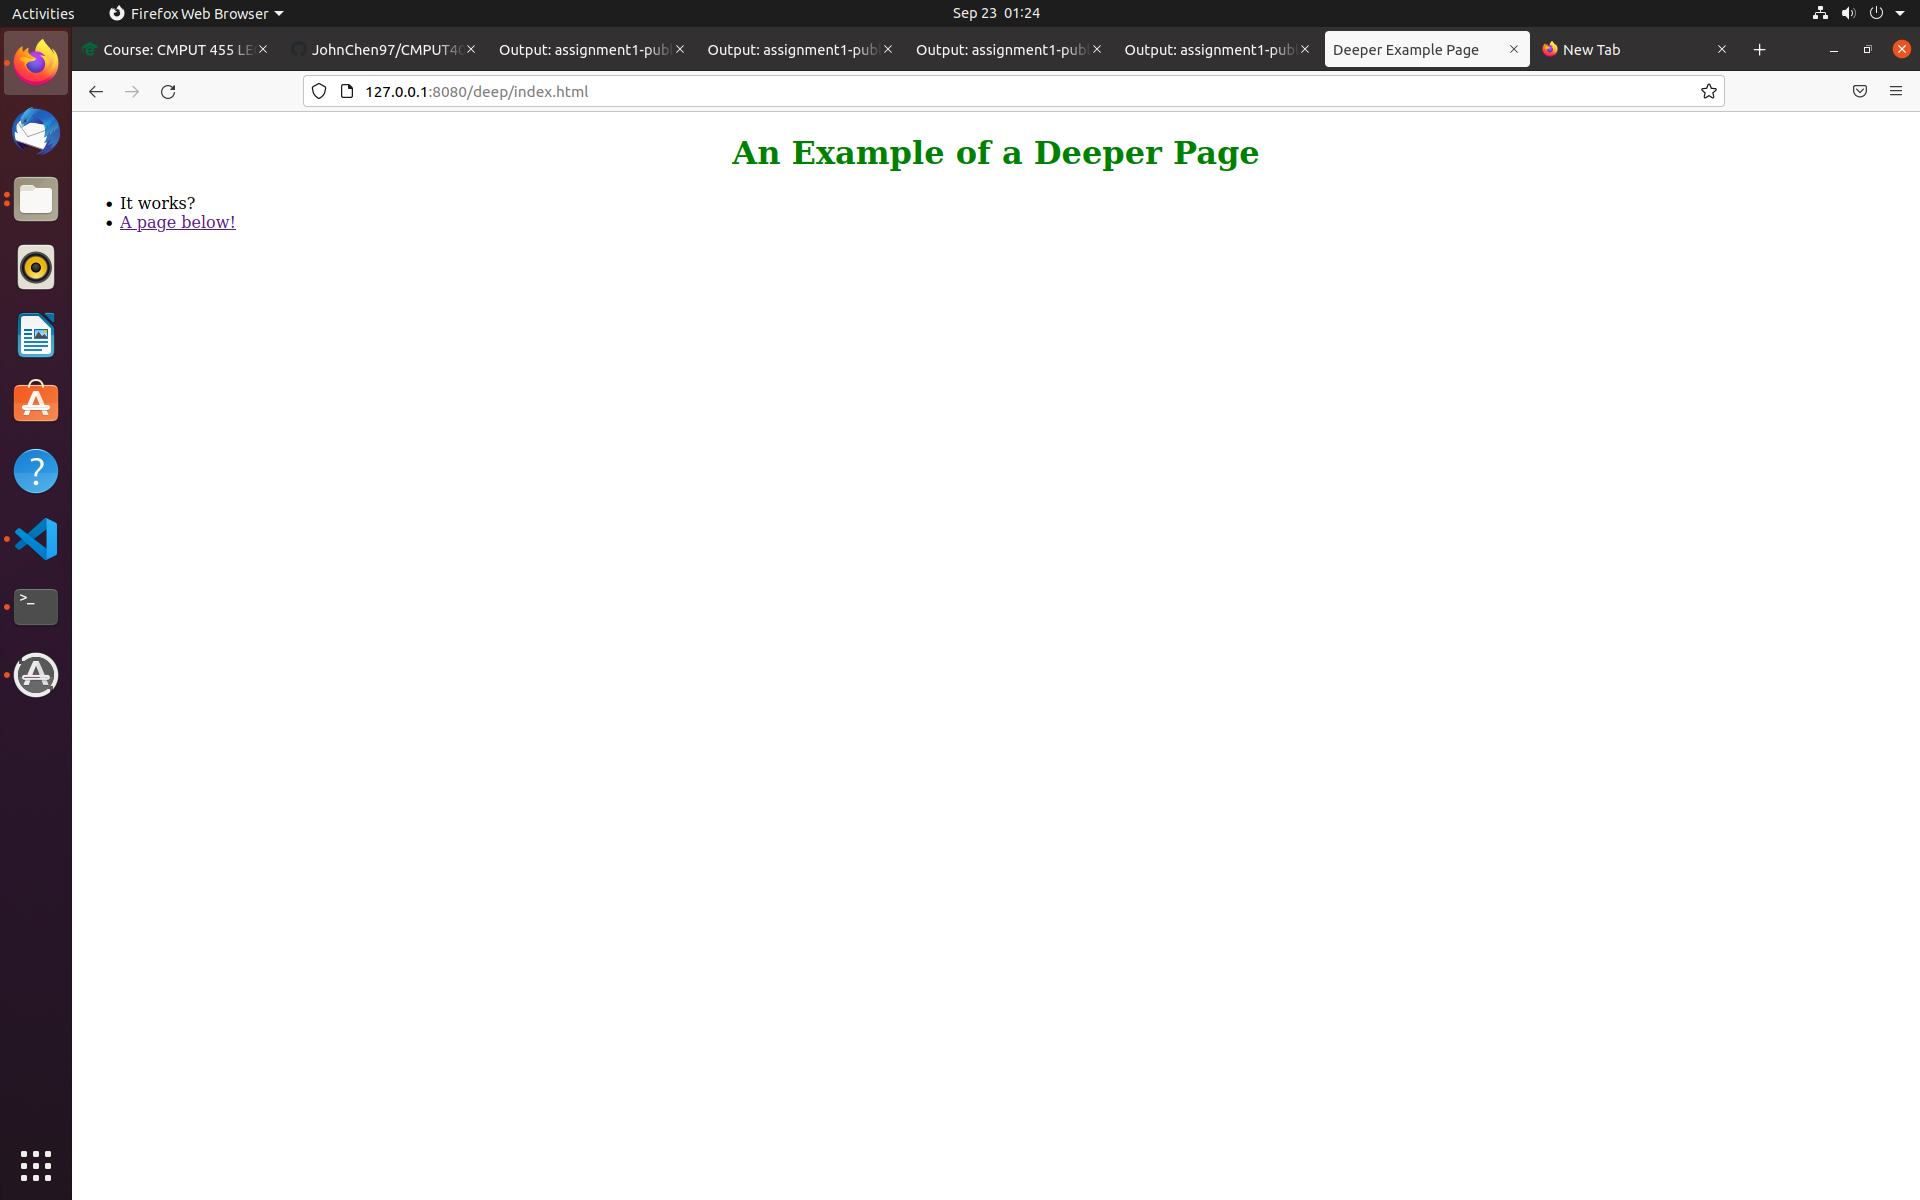 Activities
Firefox Web Browser
Sep 23 01:24
Course: CMPUT 455 LE
JohnChen97/CMPUT40
Output: assignment1-publ
Output: assignment1-publ
Output: assignment1-publ
Output: assignment1-publ
Deeper Example Page
New Tab
127.0.0.1:8080/deep/index.html
An Example of a Deeper Page
It works?
A page below!